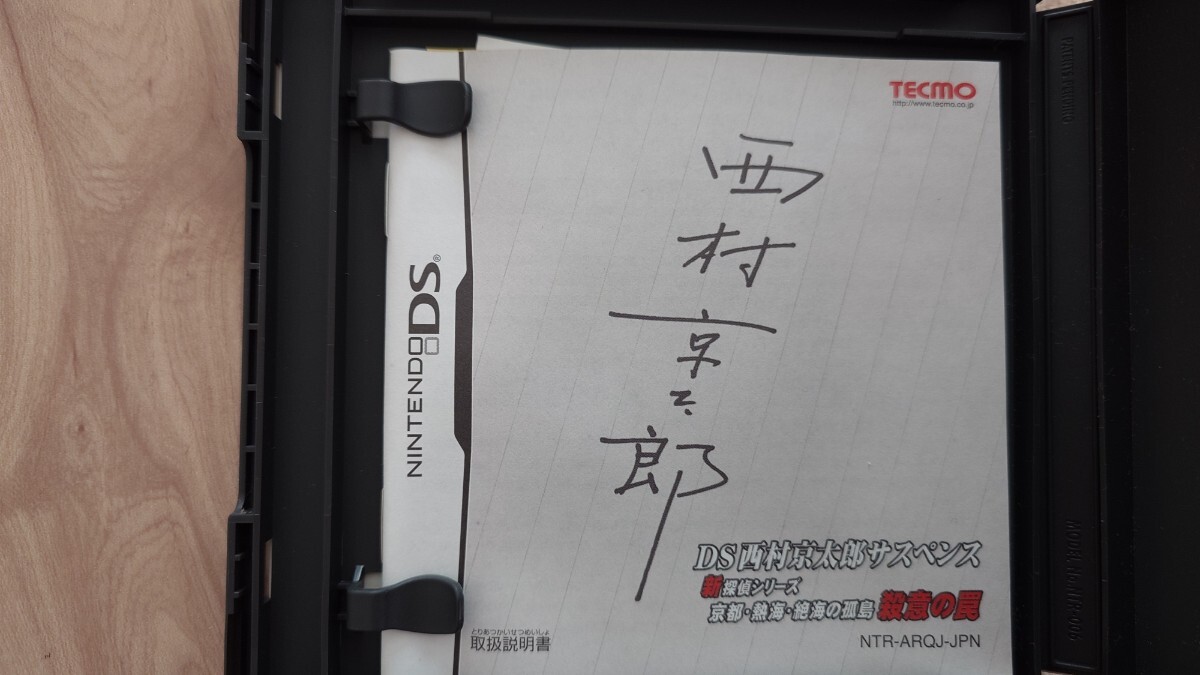 TECMO
http://www.tecmo.co.jp
西村京太郎
NINTENDO DS®
DS西村京太郎サスペンス
新探偵シリーズ
京都・熱海・絶海の孤島 殺意の罠
とりあつかいせつめいしょ
取扱説明書
NTR-ARQJ-JPN